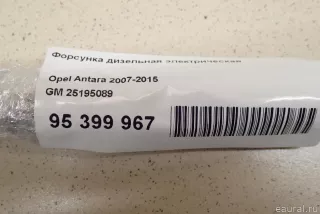 Форсунка дизельная электрическая
Opel Antara 2007-2015
GM 25195089
95 399 967
eaural.ru